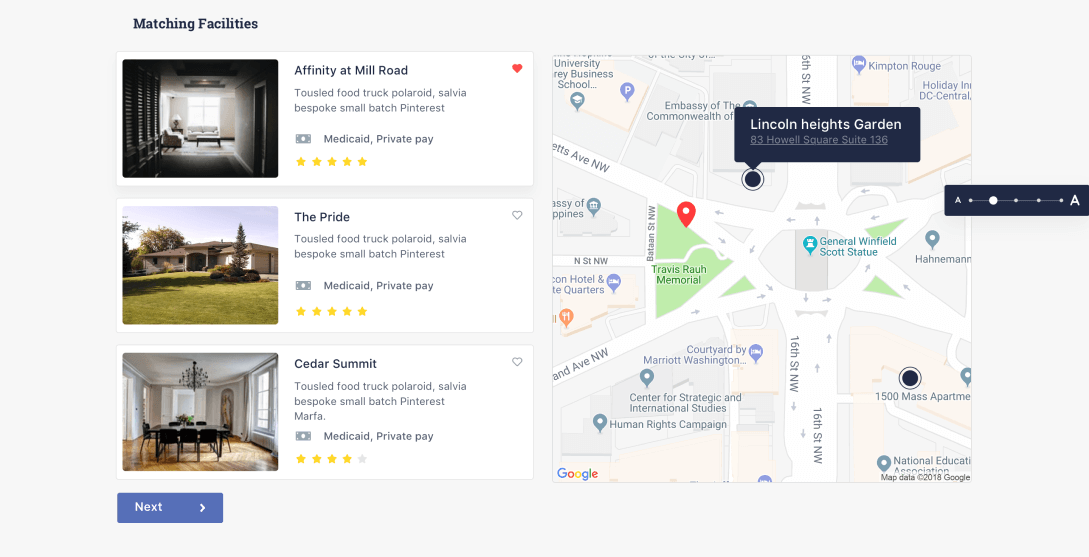 Matching Facilities
Affinity at Mill Road
Tousled food truck polaroid, salvia
bespoke small batch Pinterest
Medicaid, Private pay
The Pride
Tousled food truck polaroid, salvia
bespoke small batch Pinterest
Medicaid, Private pay
Cedar Summit
Tousled food truck polaroid, salvia
bespoke small batch Pinterest
Marfa.
Medicaid, Private pay
Next
University
rey Business
School...
P
Embassy of The
Commonwealth of
6th St NW
Kimpton Rouge
Holiday Inn
DC-Central,
Lincoln heights Garden
83 Howell Square Suite 136
A
A
etts Ave NW
assy of
ppines
Bataan St NW
N St NW
Travis Rauh
Memorial
General Winfield
Scott Statue
Hahnemann
con Hotel &
te Quarters
and Ave NW
Courtyard by
Marriott Washington...
16th St NW
Center for Strategic and
International Studies
Human Rights Campaign
16th St NW
1500 Mass Apartme
National Educati
Association
Google
Map data ©2018 Google